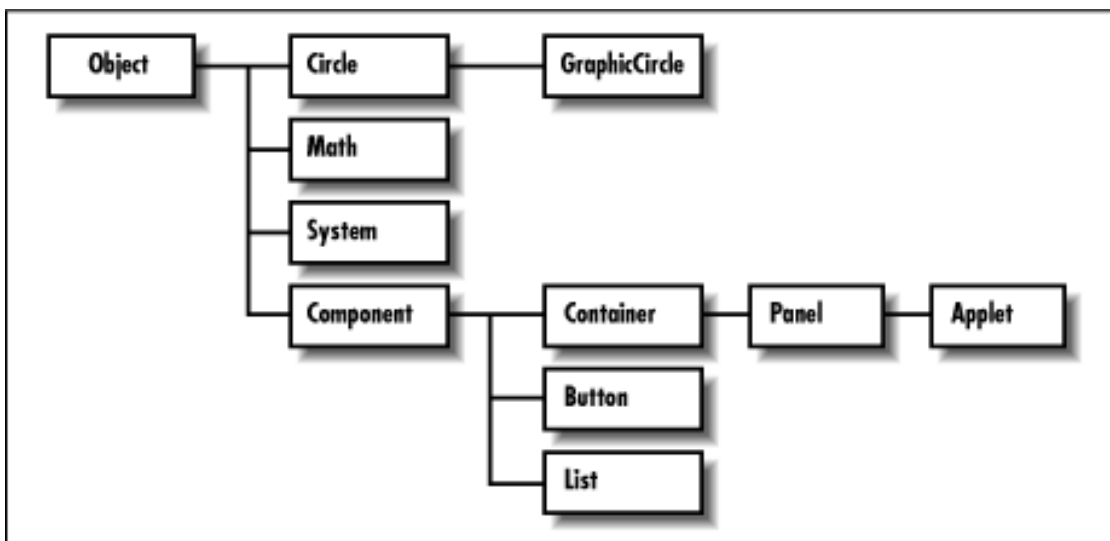 Object
Circle
GraphicCircle
Math
System
Component
Container
Panel
Applet
Button
List